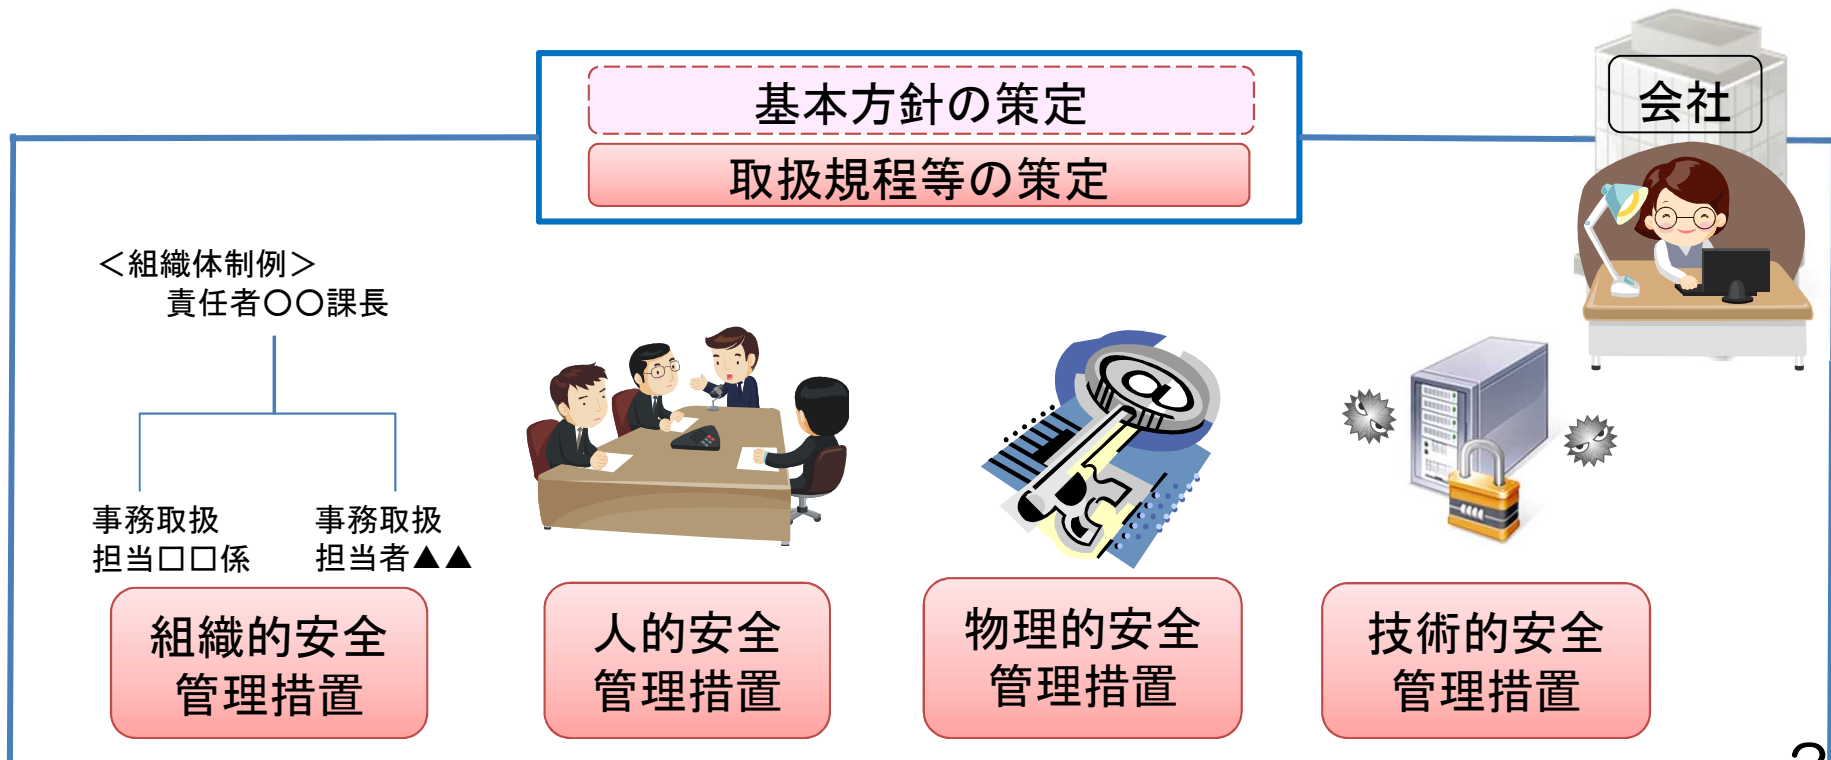 基本方針の策定
会社
取扱規程等の策定
＜組織体制例＞
責任者〇〇課長
事務取扱
担当□□係
事務取扱
担当者▲▲
組織的安全
管理措置
人的安全
管理措置
物理的安全
管理措置
技術的安全
管理措置